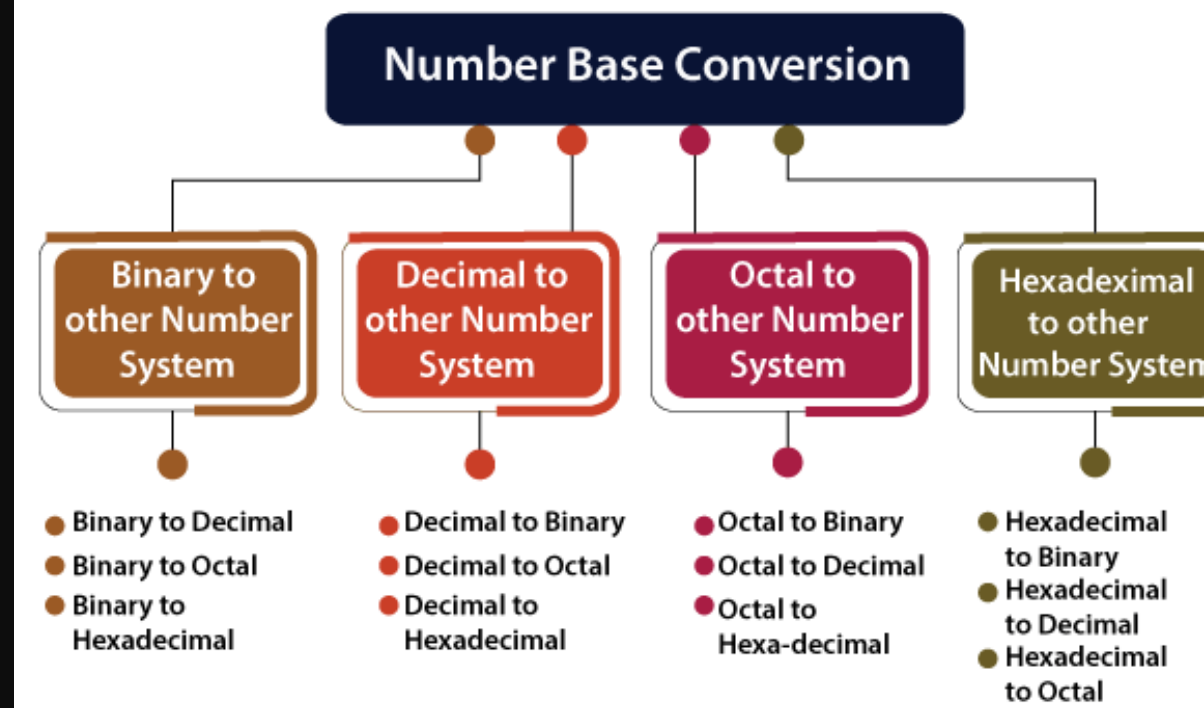 Number Base Conversion
Binary to
other Number
System
Decimal to
other Number
System
Octal to
other Number
System
Hexadeximal
to other
Number System
Binary to Decimal
Binary to Octal
Binary to
Hexadecimal
Decimal to Binary
Decimal to Octal
Decimal to
Hexadecimal
Octal to Binary
Octal to Decimal
Octal to
Hexa-decimal
Hexadecimal
to Binary
Hexadecimal
to Decimal
Hexadecimal
to Octal